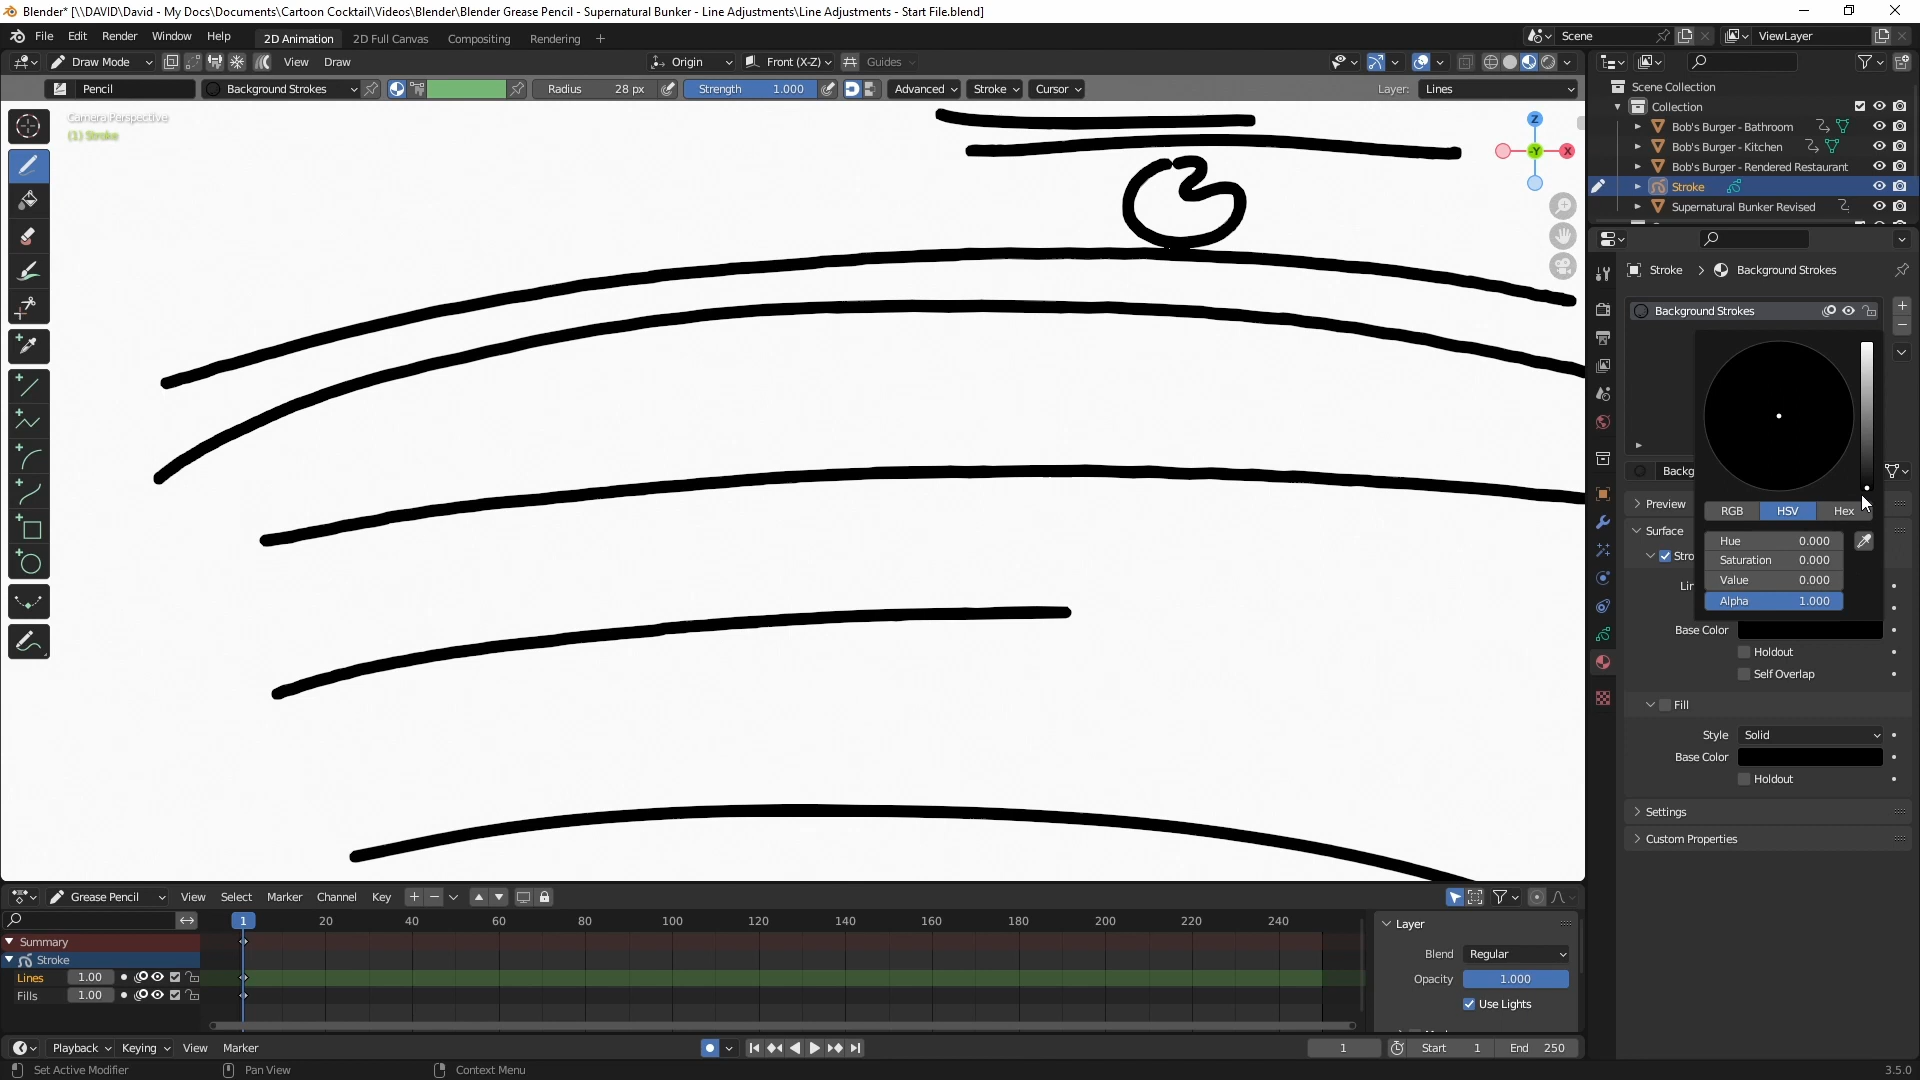 Blender* [\\DAVID\David - My Docs\Documents\Cartoon Cocktail\Videos\Blender\Blender Grease Pencil - Supernatural Bunker - Line Adjustments\Line Adjustments - Start File.blend]
File Edit Render Window Help 2D Animation 2D Full Canvas Compositing Rendering + Scene ViewLayer
Draw Mode View Draw Origin Front (X-Z) Guides
Pencil Background Strokes Radius 28 px Strength 1.000 Advanced Stroke Cursor Layer: Lines
Camera Perspective
(1) Stroke
Z
-Y X
Scene Collection
Collection
Bob's Burger - Bathroom
Bob's Burger - Kitchen
Bob's Burger - Rendered Restaurant
Stroke
Supernatural Bunker Revised
Stroke > Background Strokes
Background Strokes
Backg
RGB HSV Hex
Hue 0.000
Saturation 0.000
Value 0.000
Alpha 1.000
Preview
Surface
Stro
Lin
Base Color
Holdout
Self Overlap
Fill
Style Solid
Base Color
Holdout
Settings
Custom Properties
Grease Pencil View Select Marker Channel Key
1 20 40 60 80 100 120 140 160 180 200 220 240
Summary
Stroke
Lines 1.00
Fills 1.00
Layer
Blend Regular
Opacity 1.000
Use Lights
Playback Keying View Marker 1 Start 1 End 250
Set Active Modifier Pan View Context Menu 3.5.0